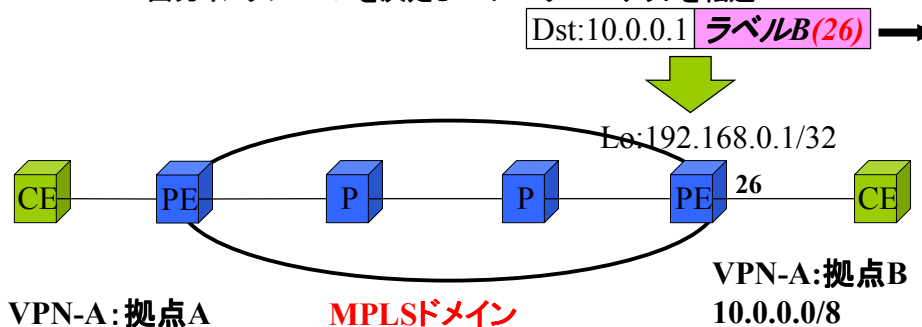 Dst:10.0.0.1 ラベルB(26)
Lo:192.168.0.1/32
CE PE P P PE 26 CE
VPN-A:拠点A
MPLSドメイン
VPN-A:拠点B
10.0.0.0/8